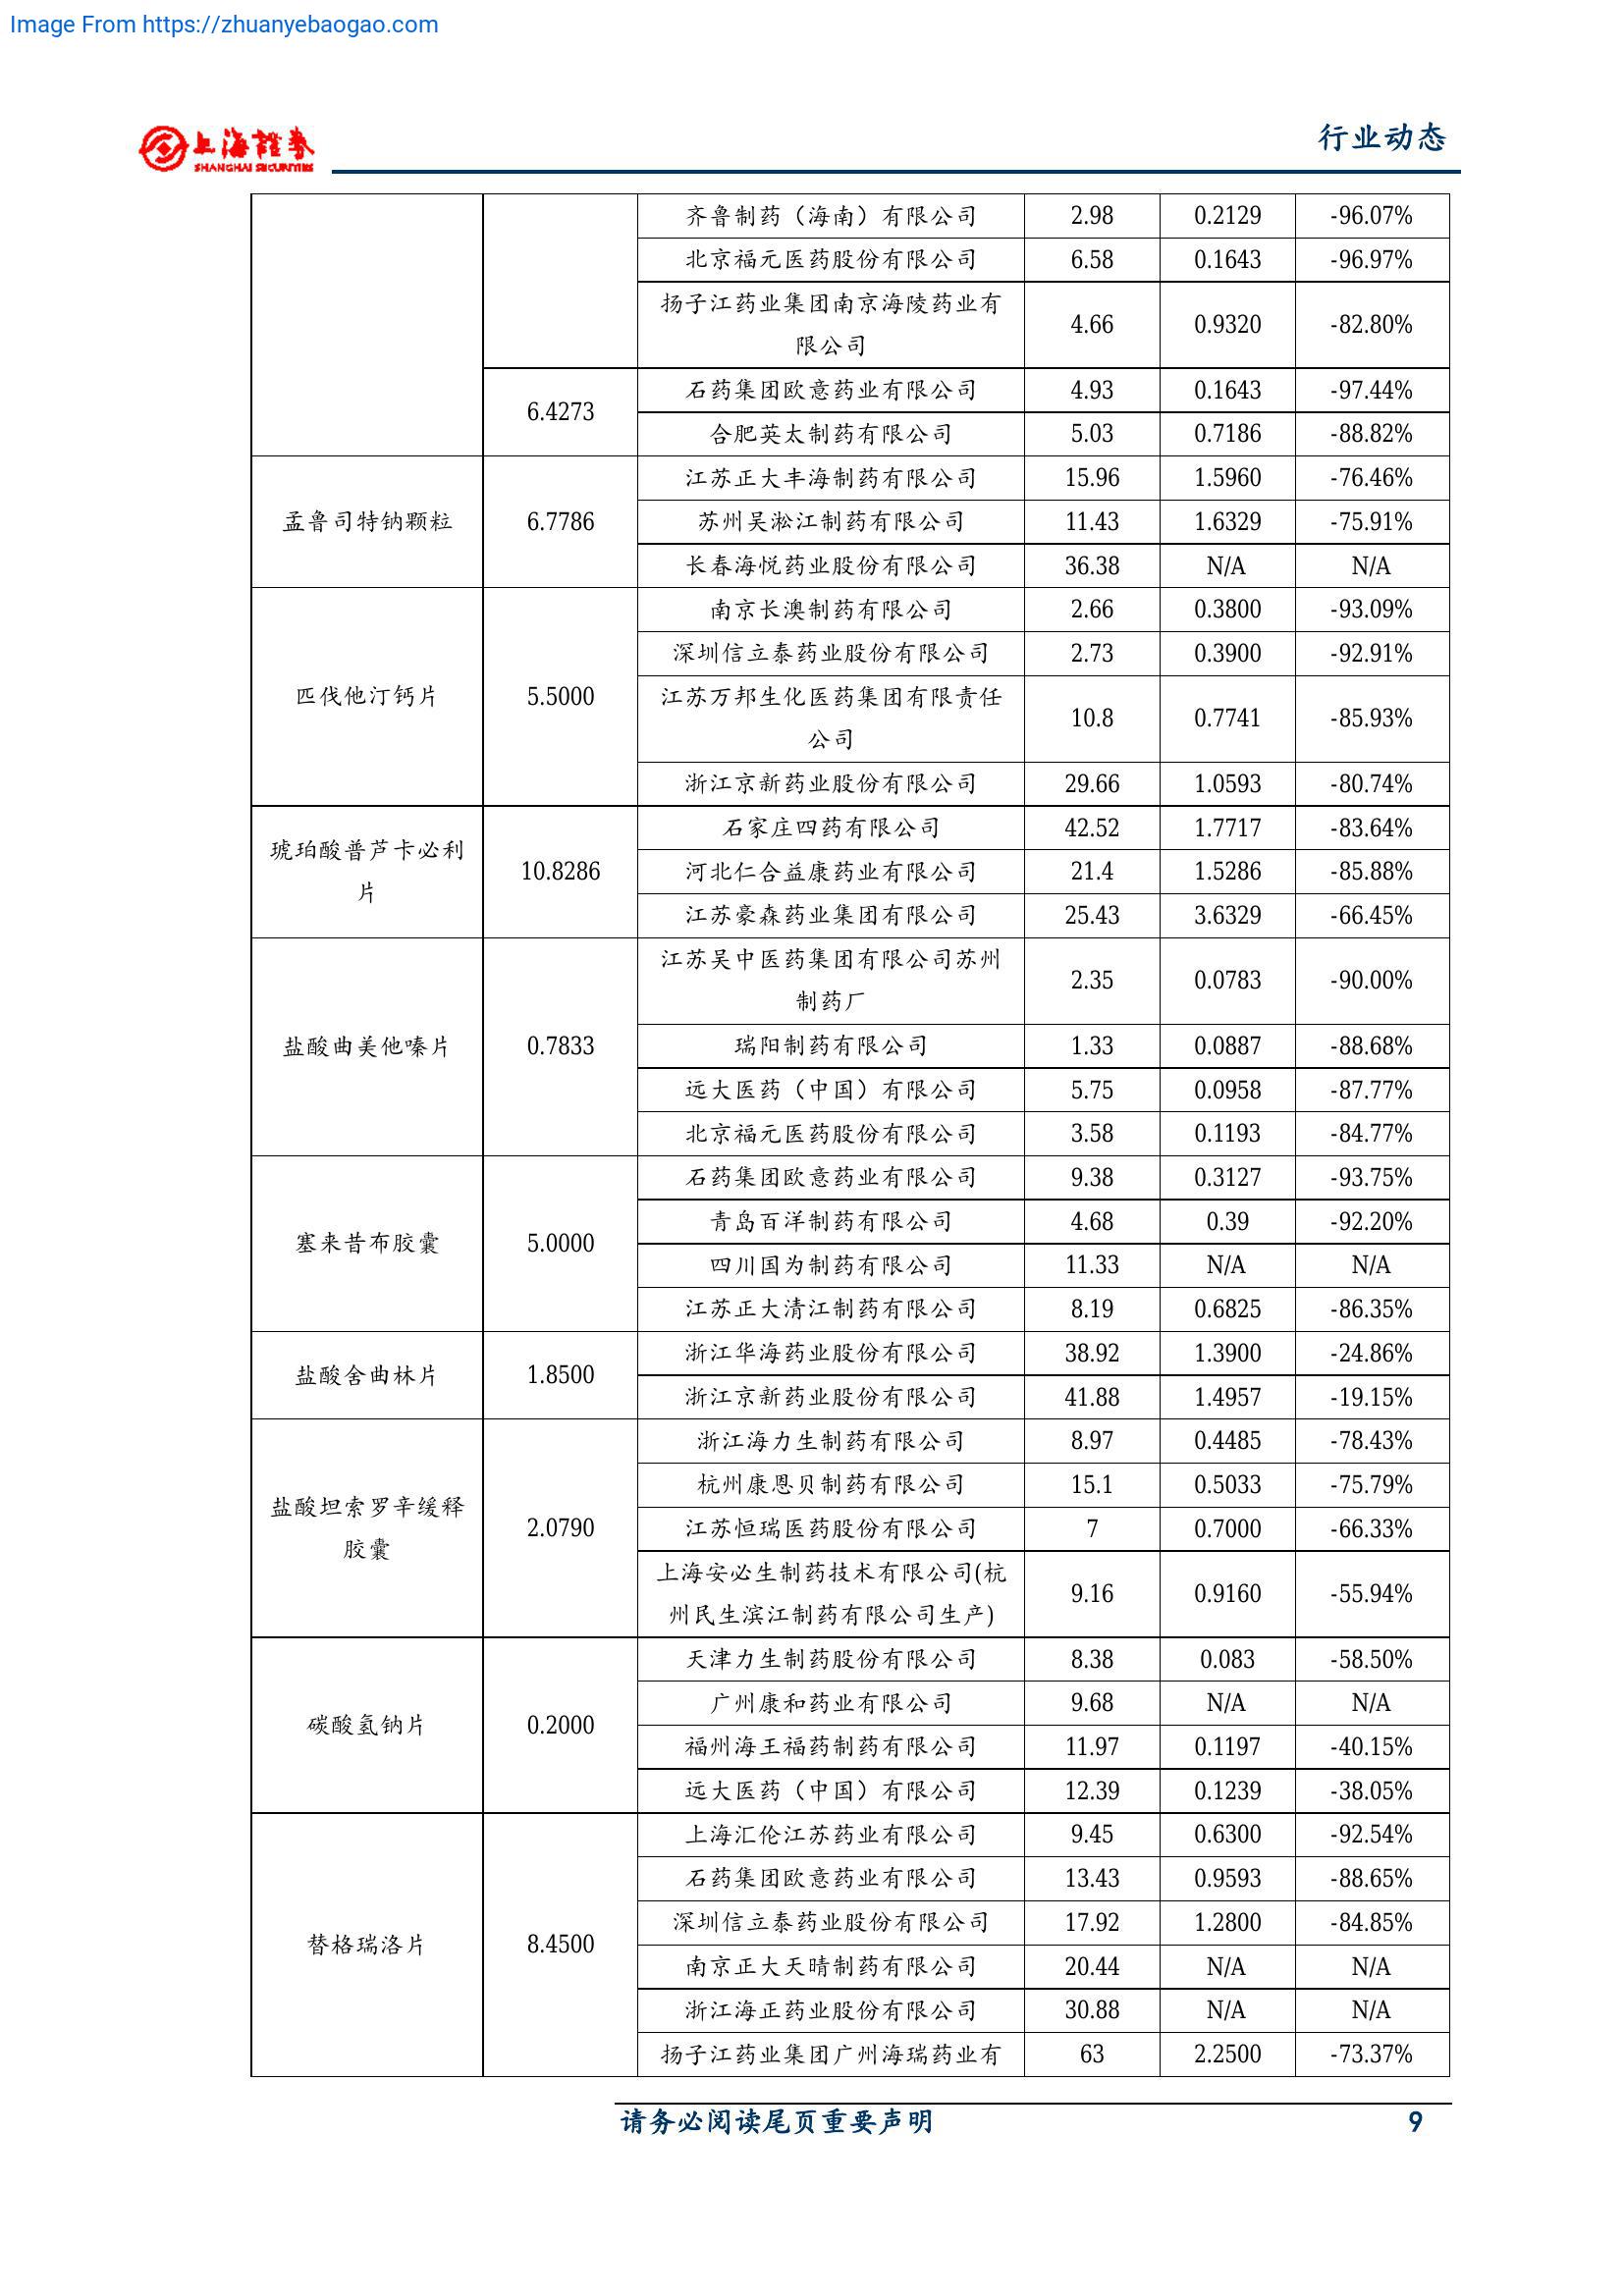 Image From https://zhuanyebaogao.com
上海證券
SHANGHAI SECURITIES
行业动态
齐鲁制药（海南）有限公司 2.98 0.2129 -96.07%
北京福元医药股份有限公司 6.58 0.1643 -96.97%
扬子江药业集团南京海陵药业有
限公司 4.66 0.9320 -82.80%
6.4273 石药集团欧意药业有限公司 4.93 0.1643 -97.44%
合肥英太制药有限公司 5.03 0.7186 -88.82%
孟鲁司特钠颗粒 6.7786 江苏正大丰海制药有限公司 15.96 1.5960 -76.46%
苏州吴淞江制药有限公司 11.43 1.6329 -75.91%
长春海悦药业股份有限公司 36.38 N/A N/A
匹伐他汀钙片 5.5000 南京长澳制药有限公司 2.66 0.3800 -93.09%
深圳信立泰药业股份有限公司 2.73 0.3900 -92.91%
江苏万邦生化医药集团有限责任
公司 10.8 0.7741 -85.93%
浙江京新药业股份有限公司 29.66 1.0593 -80.74%
琥珀酸普芦卡必利
片 10.8286 石家庄四药有限公司 42.52 1.7717 -83.64%
河北仁合益康药业有限公司 21.4 1.5286 -85.88%
江苏豪森药业集团有限公司 25.43 3.6329 -66.45%
盐酸曲美他嗪片 0.7833 江苏吴中医药集团有限公司苏州
制药厂 2.35 0.0783 -90.00%
瑞阳制药有限公司 1.33 0.0887 -88.68%
远大医药（中国）有限公司 5.75 0.0958 -87.77%
北京福元医药股份有限公司 3.58 0.1193 -84.77%
塞来昔布胶囊 5.0000 石药集团欧意药业有限公司 9.38 0.3127 -93.75%
青岛百洋制药有限公司 4.68 0.39 -92.20%
四川国为制药有限公司 11.33 N/A N/A
江苏正大清江制药有限公司 8.19 0.6825 -86.35%
盐酸舍曲林片 1.8500 浙江华海药业股份有限公司 38.92 1.3900 -24.86%
浙江京新药业股份有限公司 41.88 1.4957 -19.15%
盐酸坦索罗辛缓释
胶囊 2.0790 浙江海力生制药有限公司 8.97 0.4485 -78.43%
杭州康恩贝制药有限公司 15.1 0.5033 -75.79%
江苏恒瑞医药股份有限公司 7 0.7000 -66.33%
上海安必生制药技术有限公司(杭
州民生滨江制药有限公司生产) 9.16 0.9160 -55.94%
碳酸氢钠片 0.2000 天津力生制药股份有限公司 8.38 0.083 -58.50%
广州康和药业有限公司 9.68 N/A N/A
福州海王福药制药有限公司 11.97 0.1197 -40.15%
远大医药（中国）有限公司 12.39 0.1239 -38.05%
替格瑞洛片 8.4500 上海汇伦江苏药业有限公司 9.45 0.6300 -92.54%
石药集团欧意药业有限公司 13.43 0.9593 -88.65%
深圳信立泰药业股份有限公司 17.92 1.2800 -84.85%
南京正大天晴制药有限公司 20.44 N/A N/A
浙江海正药业股份有限公司 30.88 N/A N/A
扬子江药业集团广州海瑞药业有 63 2.2500 -73.37%
请务必阅读尾页重要声明 9